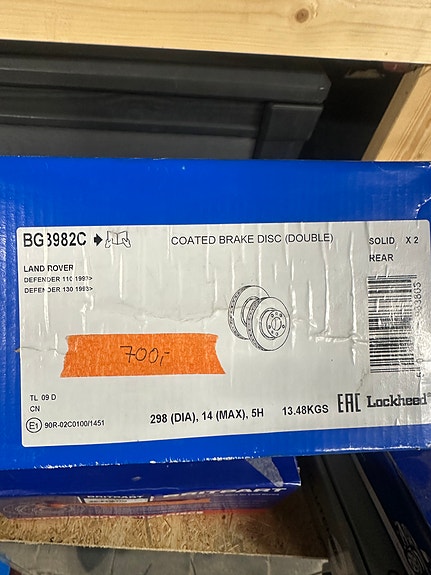 BG3982C
COATED BRAKE DISC (DOUBLE)
SOLID X 2
REAR
LAND ROVER
DEFENDER 110 1993>
DEFENDER 130 1993>
700,-
TL 09 D
CN
E1 90R-02C0100/1451
298 (DIA), 14 (MAX), 5H
13.48KGS
EAC Lockheed